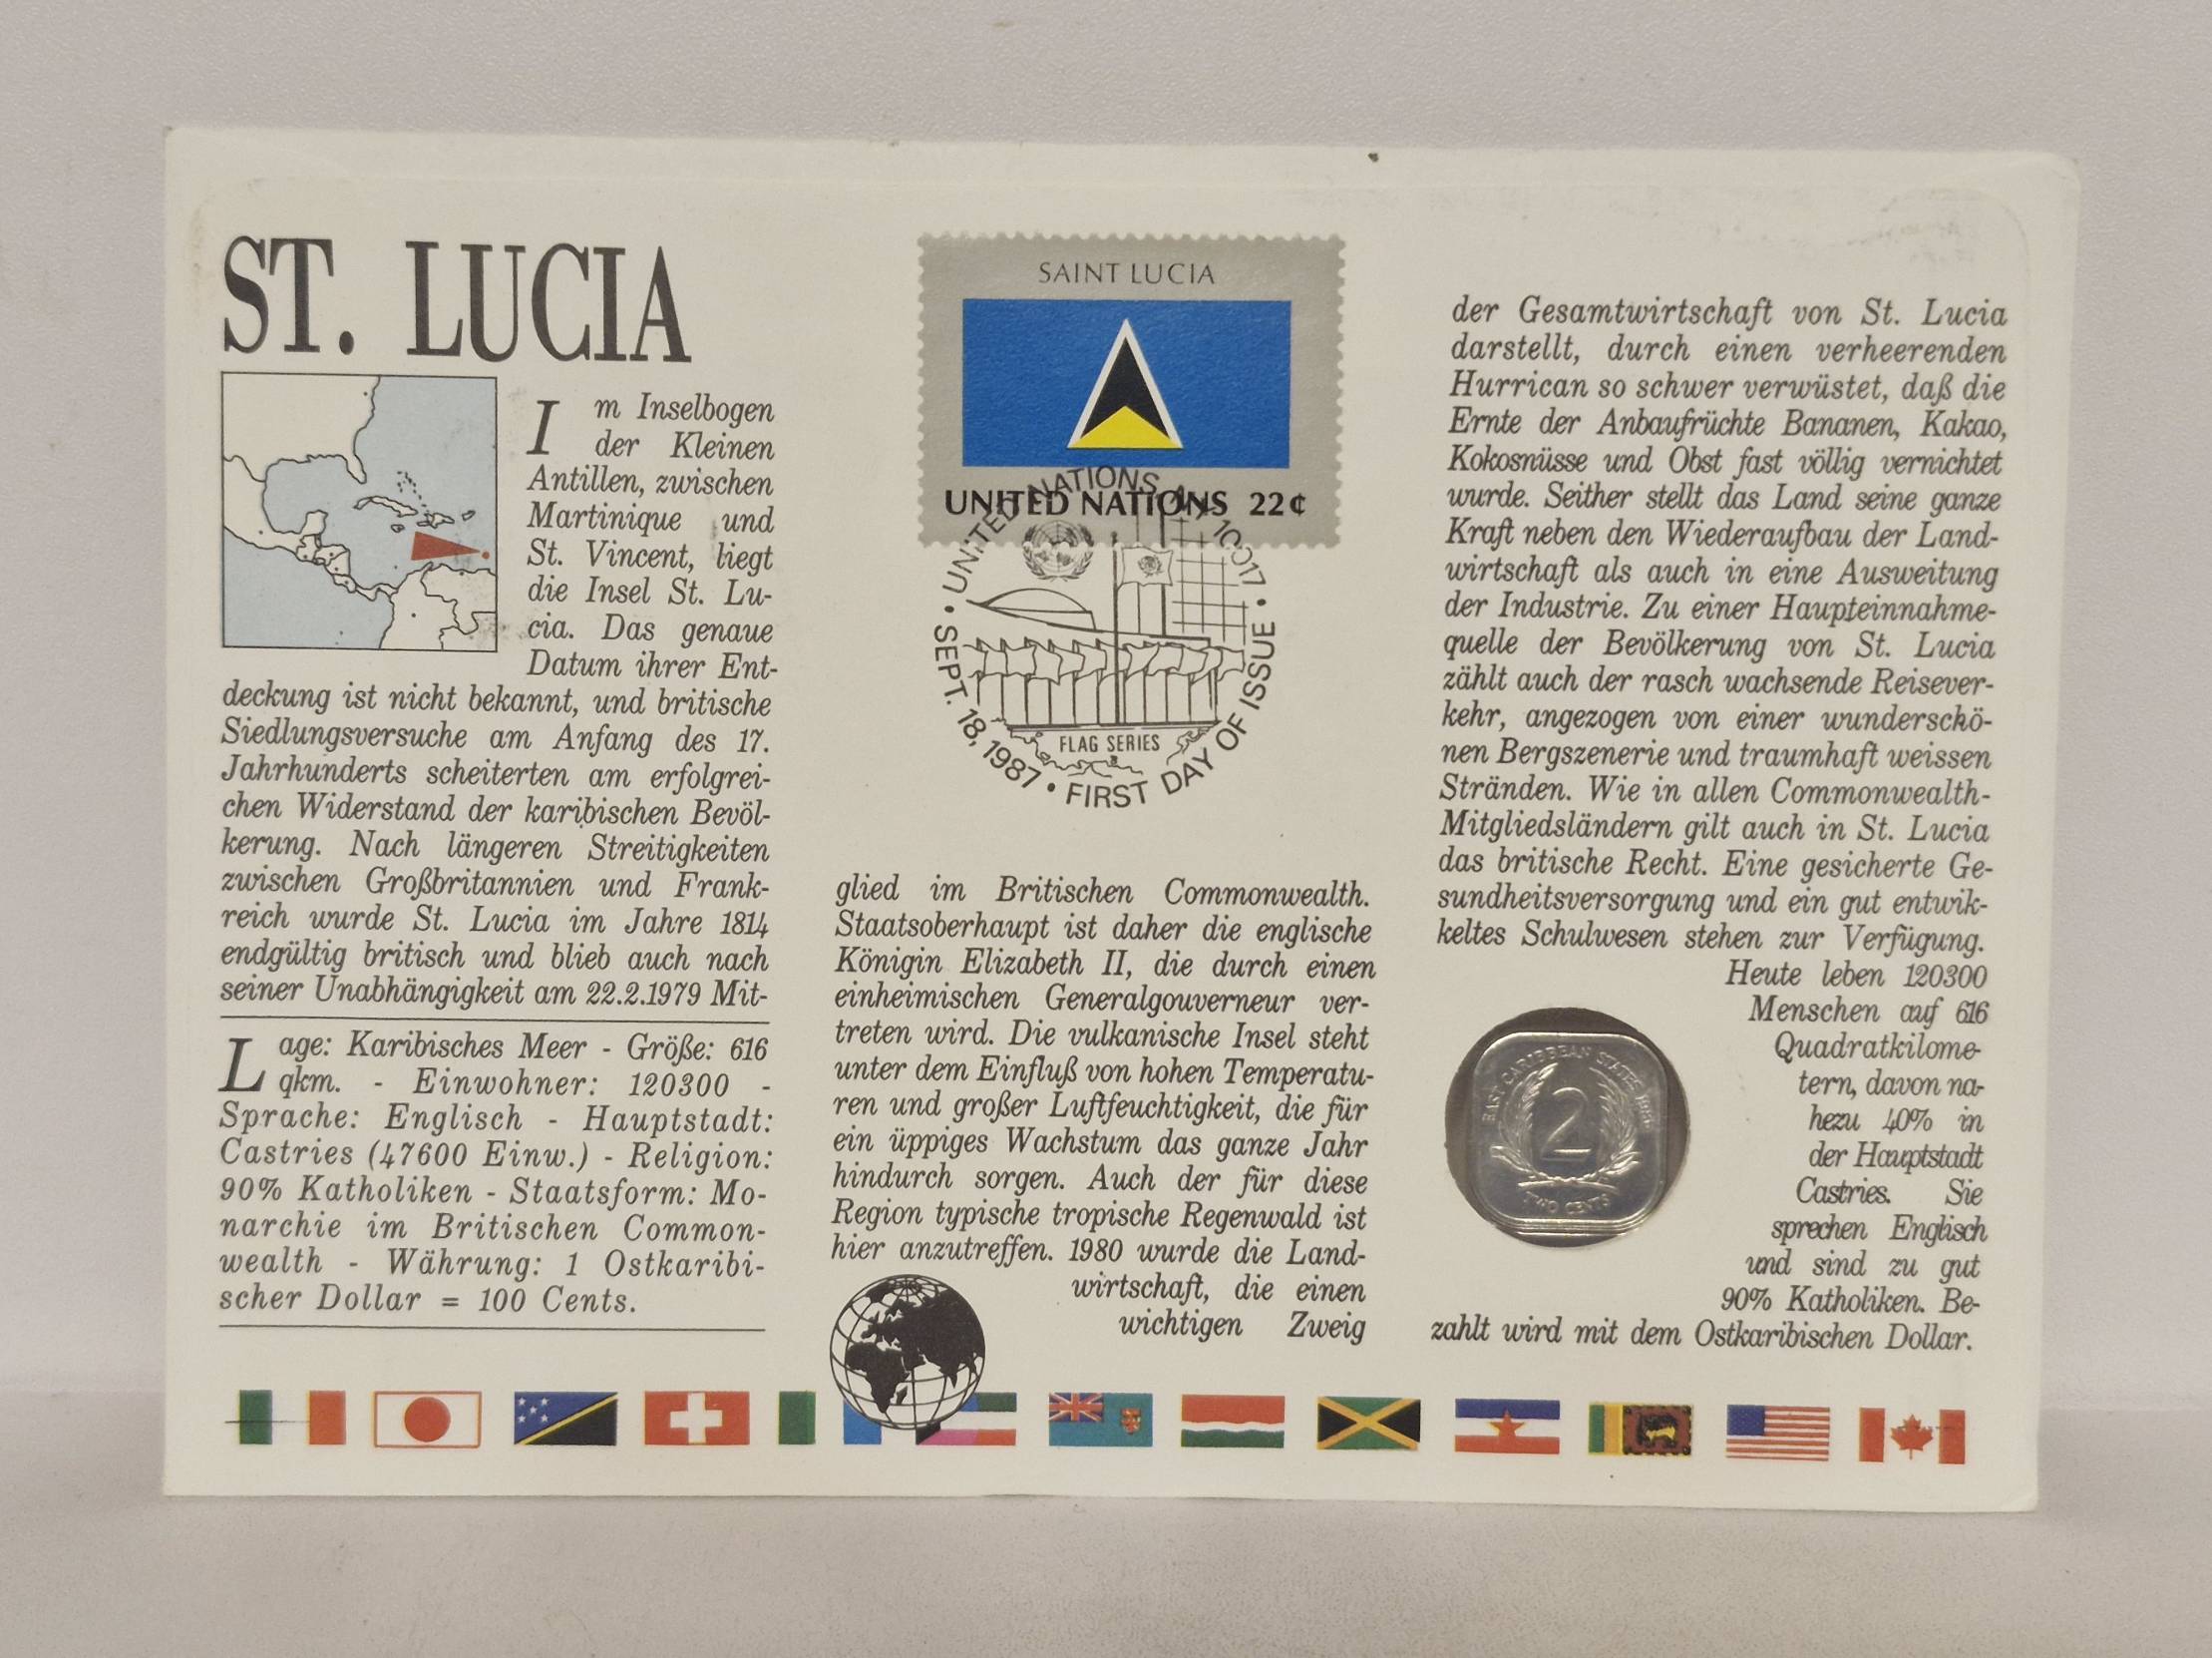 ST. LUCIA
Im Inselbogen
der Kleinen
Antillen, zwischen
Martinique und
St. Vincent, liegt
die Insel St. Lu-
cia. Das genaue
Datum ihrer Ent-
deckung ist nicht bekannt, und britische
Siedlungsversuche am Anfang des 17.
Jahrhunderts scheiterten am erfolgrei-
chen Widerstand der karibischen Bevöl-
kerung. Nach längeren Streitigkeiten
zwischen Großbritannien und Frank-
reich wurde St. Lucia im Jahre 1814
endgültig britisch und blieb auch nach
seiner Unabhängigkeit am 22.2.1979 Mit-
Lage: Karibisches Meer - Größe: 616
qkm. - Einwohner: 120300 -
Sprache: Englisch - Hauptstadt:
Castries (47600 Einw.) - Religion:
90% Katholiken - Staatsform: Mo-
narchie im Britischen Common-
wealth - Währung: 1 Ostkaribi-
scher Dollar = 100 Cents.
SAINT LUCIA
UNITED NATIONS 22¢
UNITED NATIONS, NY 10017
SEPT. 18, 1987 • FIRST DAY OF ISSUE
FLAG SERIES
glied im Britischen Commonwealth.
Staatsoberhaupt ist daher die englische
Königin Elizabeth II, die durch einen
einheimischen Generalgouverneur ver-
treten wird. Die vulkanische Insel steht
unter dem Einfluß von hohen Temperatu-
ren und großer Luftfeuchtigkeit, die für
ein üppiges Wachstum das ganze Jahr
hindurch sorgen. Auch der für diese
Region typische tropische Regenwald ist
hier anzutreffen. 1980 wurde die Land-
wirtschaft, die einen
wichtigen Zweig
der Gesamtwirtschaft von St. Lucia
darstellt, durch einen verheerenden
Hurrican so schwer verwüstet, daß die
Ernte der Anbaufrüchte Bananen, Kakao,
Kokosnüsse und Obst fast völlig vernichtet
wurde. Seither stellt das Land seine ganze
Kraft neben den Wiederaufbau der Land-
wirtschaft als auch in eine Ausweitung
der Industrie. Zu einer Haupteinnahme-
quelle der Bevölkerung von St. Lucia
zählt auch der rasch wachsende Reisever-
kehr, angezogen von einer wunderschö-
nen Bergszenerie und traumhaft weissen
Stränden. Wie in allen Commonwealth-
Mitgliedsländern gilt auch in St. Lucia
das britische Recht. Eine gesicherte Ge-
sundheitsversorgung und ein gut entwik-
keltes Schulwesen stehen zur Verfügung.
Heute leben 120300
Menschen auf 616
Quadratkilome-
tern, davon na-
hezu 40% in
der Hauptstadt
Castries. Sie
sprechen Englisch
und sind zu gut
90% Katholiken. Be-
zahlt wird mit dem Ostkaribischen Dollar.
EAST CARIBBEAN STATES
2
TWO CENTS